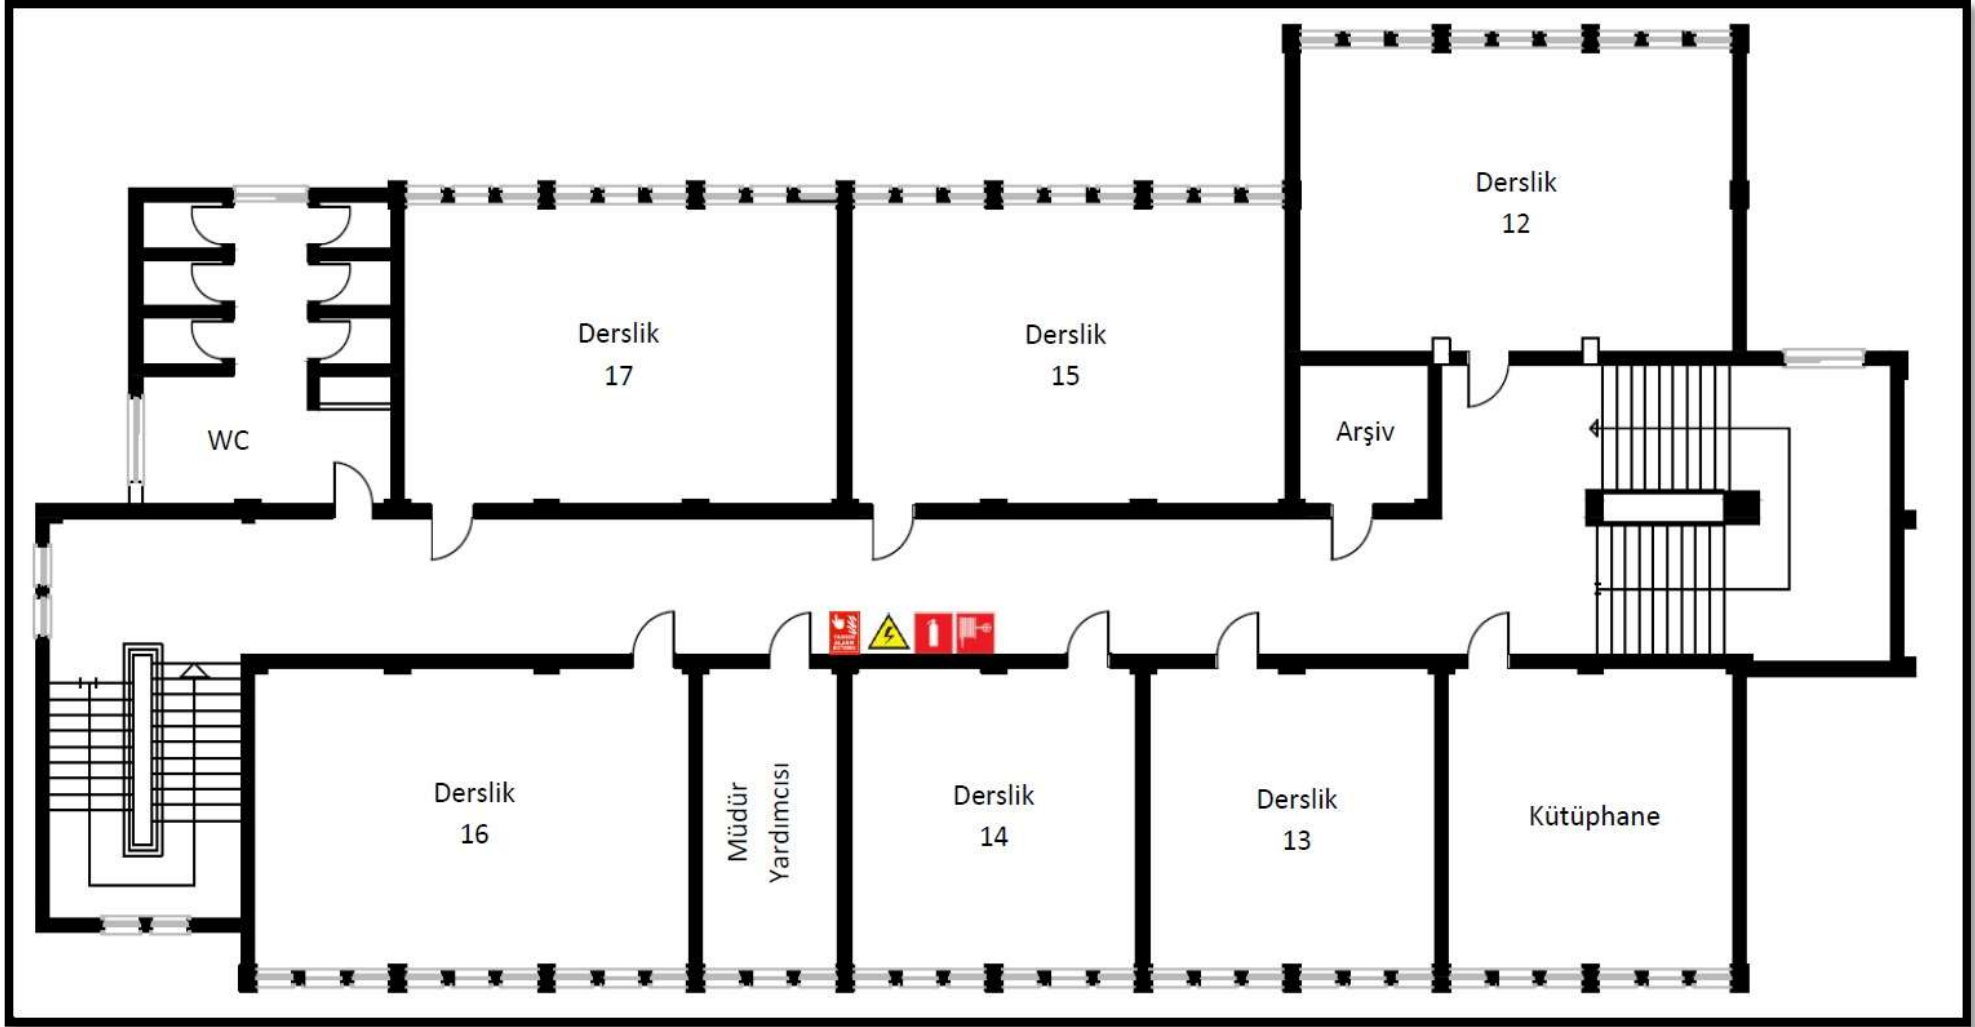 Derslik
12
Derslik
17
Derslik
15
Arşiv
WC
Derslik
16
Müdür
Yardımcısı
Derslik
14
Derslik
13
Kütüphane